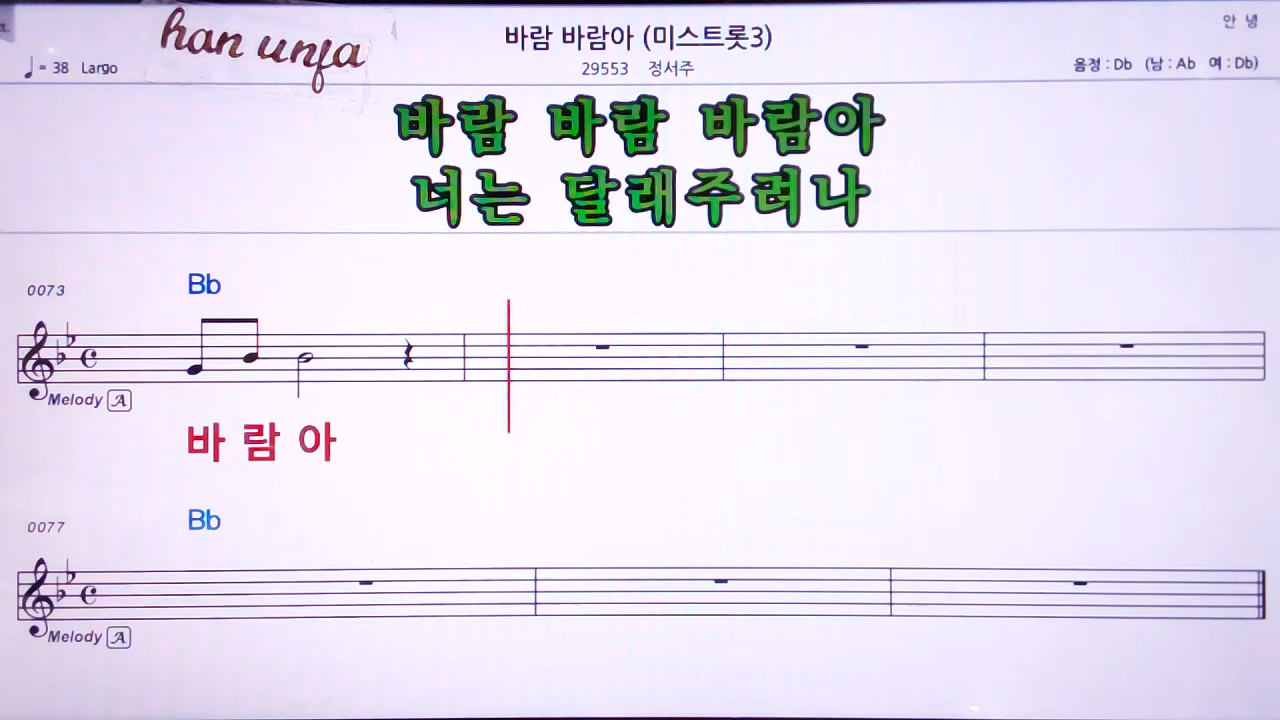 han unfa
바람 바람아 (미스트롯3)
안 녕
♩ = 38 Largo
29553 정서주
음정 : Db (남 : Ab 여 : Db)
바람 바람 바람아
너는 달래주려나
0073
Bb
Melody A
바 람 아
0077
Bb
Melody A